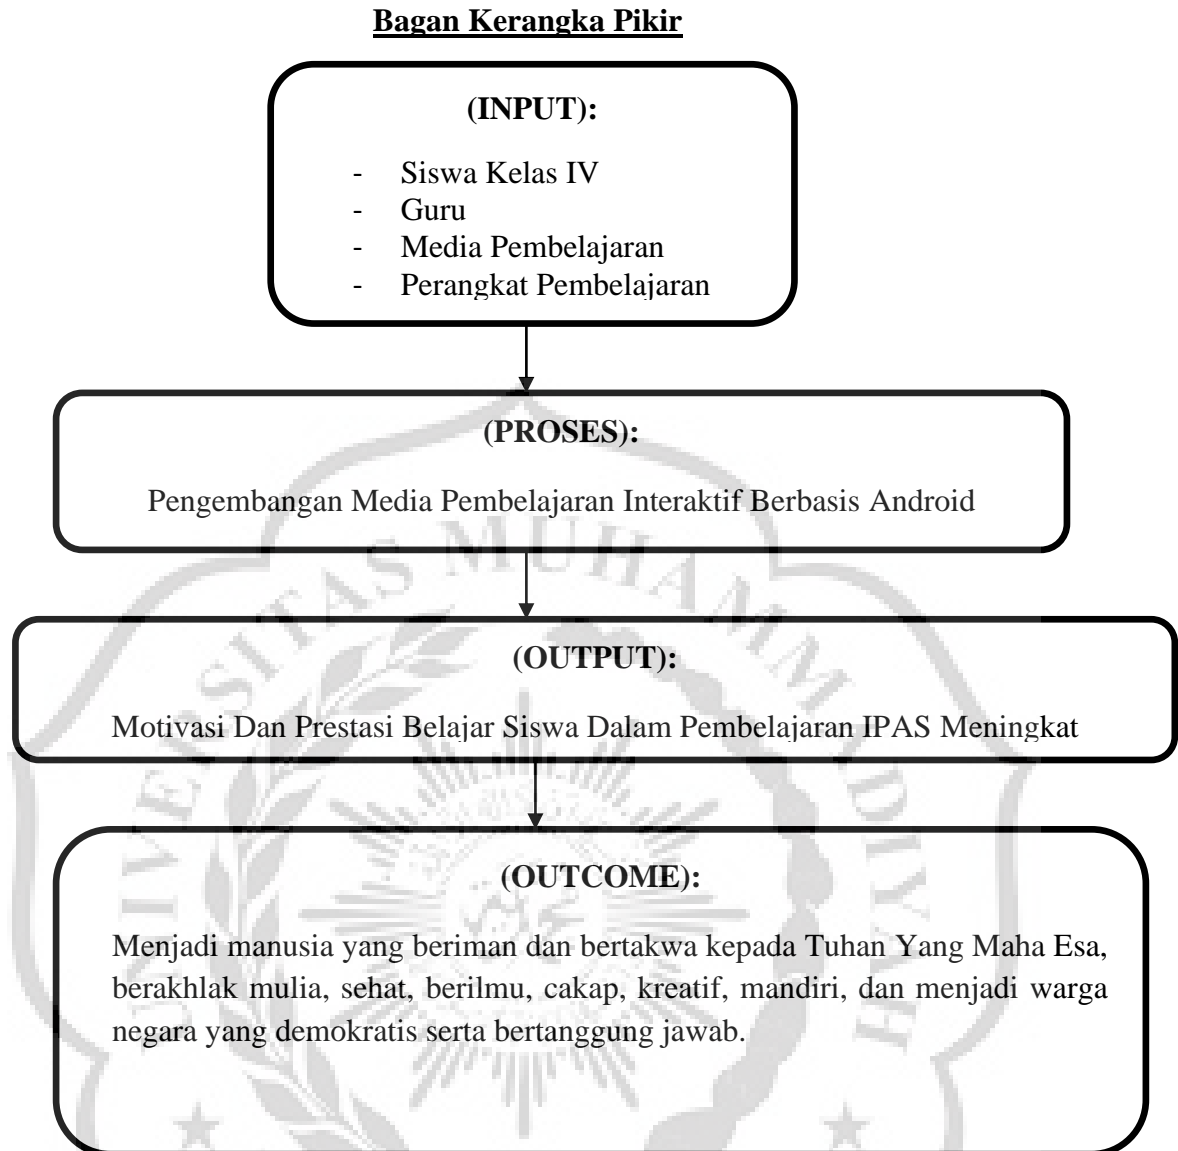 Bagan Kerangka Pikir
(INPUT):
- Siswa Kelas IV
- Guru
- Media Pembelajaran
- Perangkat Pembelajaran
(PROSES):
Pengembangan Media Pembelajaran Interaktif Berbasis Android
(OUTPUT):
Motivasi Dan Prestasi Belajar Siswa Dalam Pembelajaran IPAS Meningkat
(OUTCOME):
Menjadi manusia yang beriman dan bertakwa kepada Tuhan Yang Maha Esa,
berakhlak mulia, sehat, berilmu, cakap, kreatif, mandiri, dan menjadi warga
negara yang demokratis serta bertanggung jawab.
UNIVERSITAS MUHAMMADIYAH